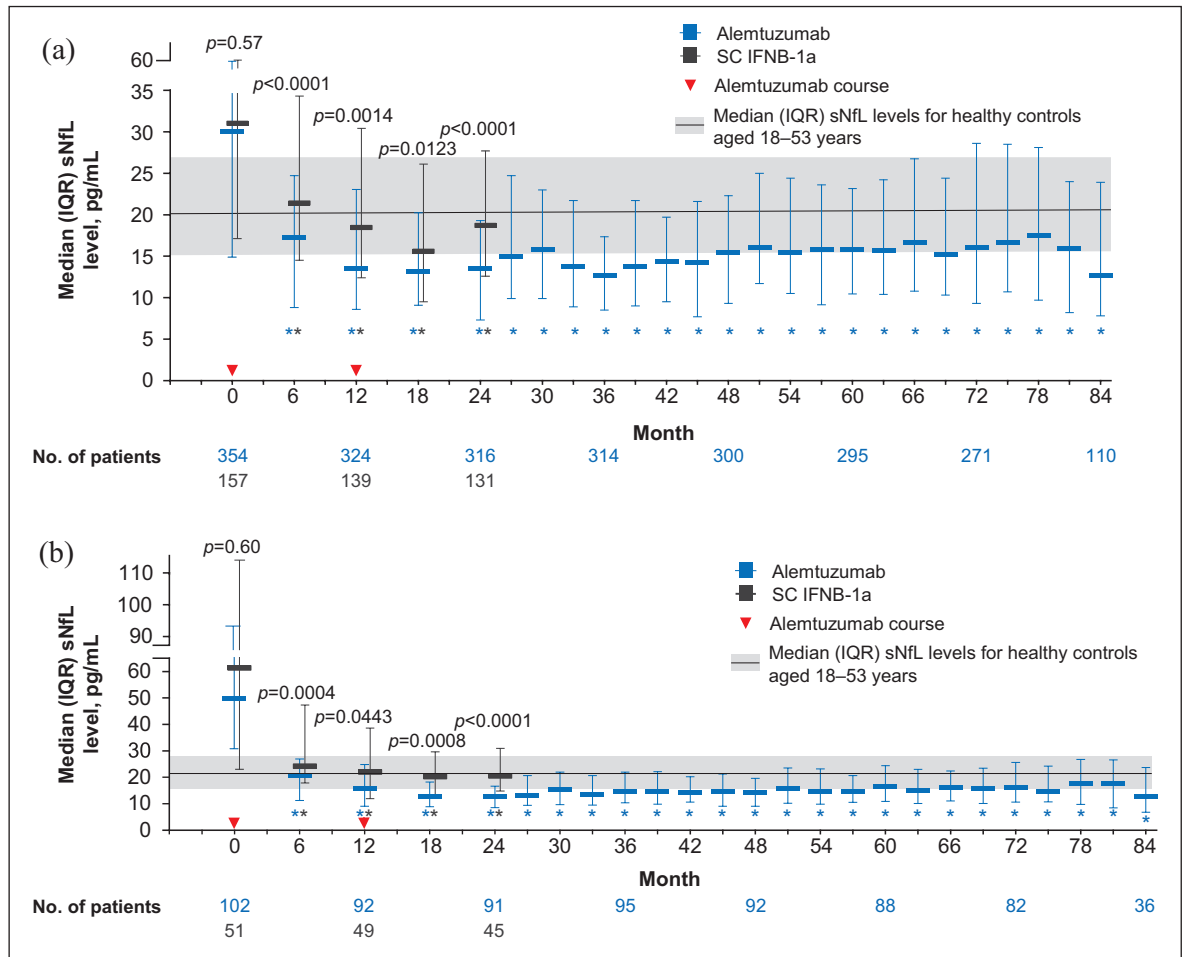 (a)
Alemtuzumab
SC IFNB-1a
Alemtuzumab course
Median (IQR) sNfL levels for healthy controls
aged 18–53 years
p=0.57
p<0.0001
p=0.0014
p=0.0123
p<0.0001
Median (IQR) sNfL
level, pg/mL
60
35
30
25
20
15
10
5
0
** ** ** ** * * * * * * * * * * * * * * * * * * * *
0 6 12 18 24 30 36 42 48 54 60 66 72 78 84
Month
No. of patients 354 324 316 314 300 295 271 110
157 139 131
(b)
Alemtuzumab
SC IFNB-1a
Alemtuzumab course
Median (IQR) sNfL levels for healthy controls
aged 18–53 years
p=0.60
p=0.0004
p=0.0443
p=0.0008
p<0.0001
Median (IQR) sNfL
level, pg/mL
110
100
90
60
50
40
30
20
10
0
** ** ** ** * * * * * * * * * * * * * * * * * * * *
0 6 12 18 24 30 36 42 48 54 60 66 72 78 84
Month
No. of patients 102 92 91 95 92 88 82 36
51 49 45